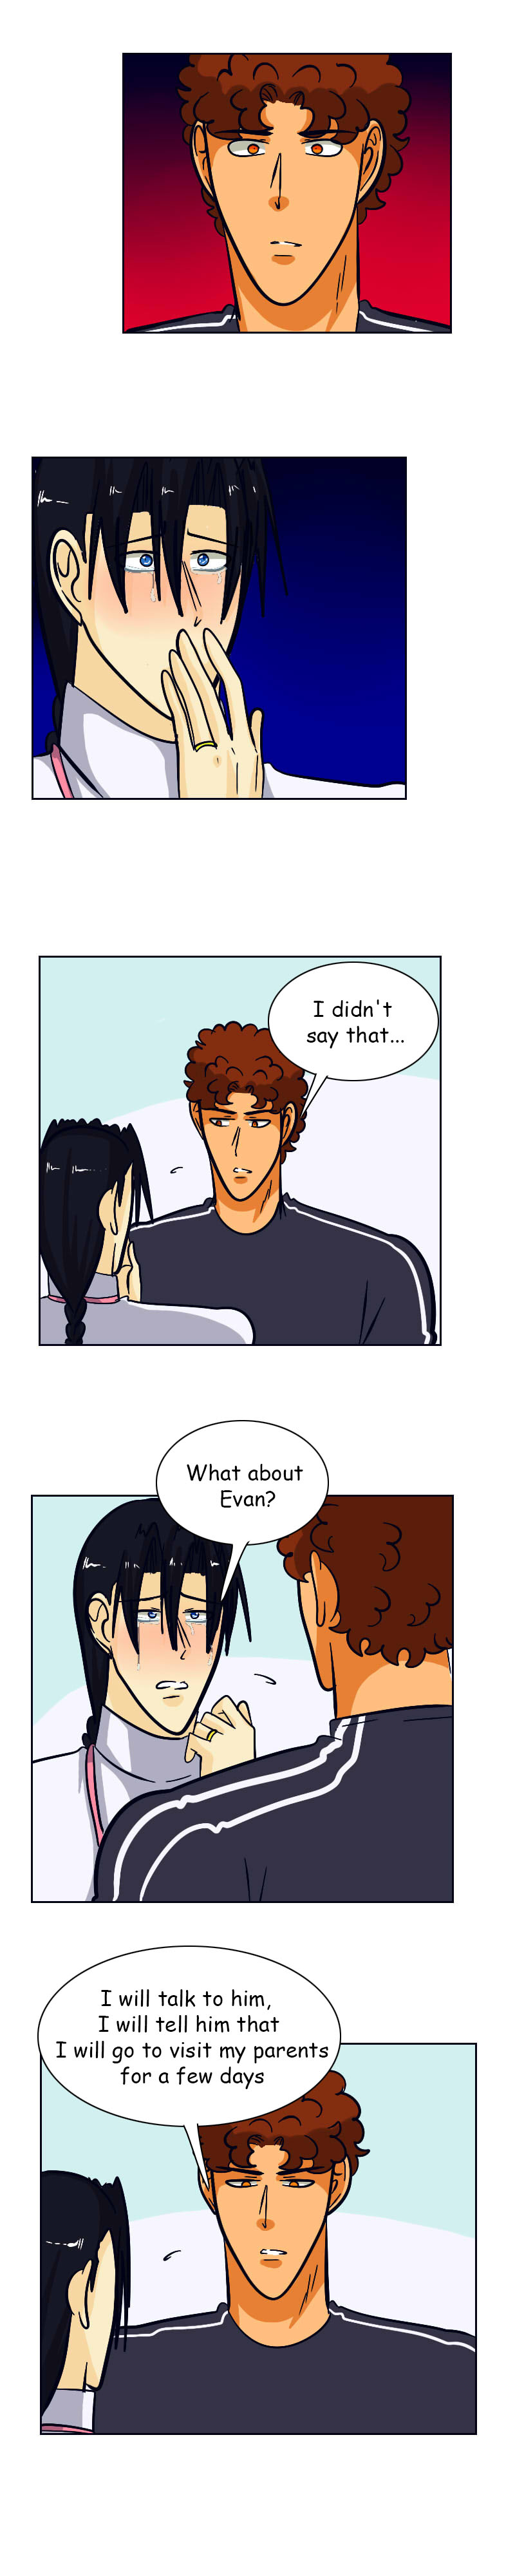 I didn't
say that...
What about
Evan?
I will talk to him,
I will tell him that
I will go to visit my parents
for a few days